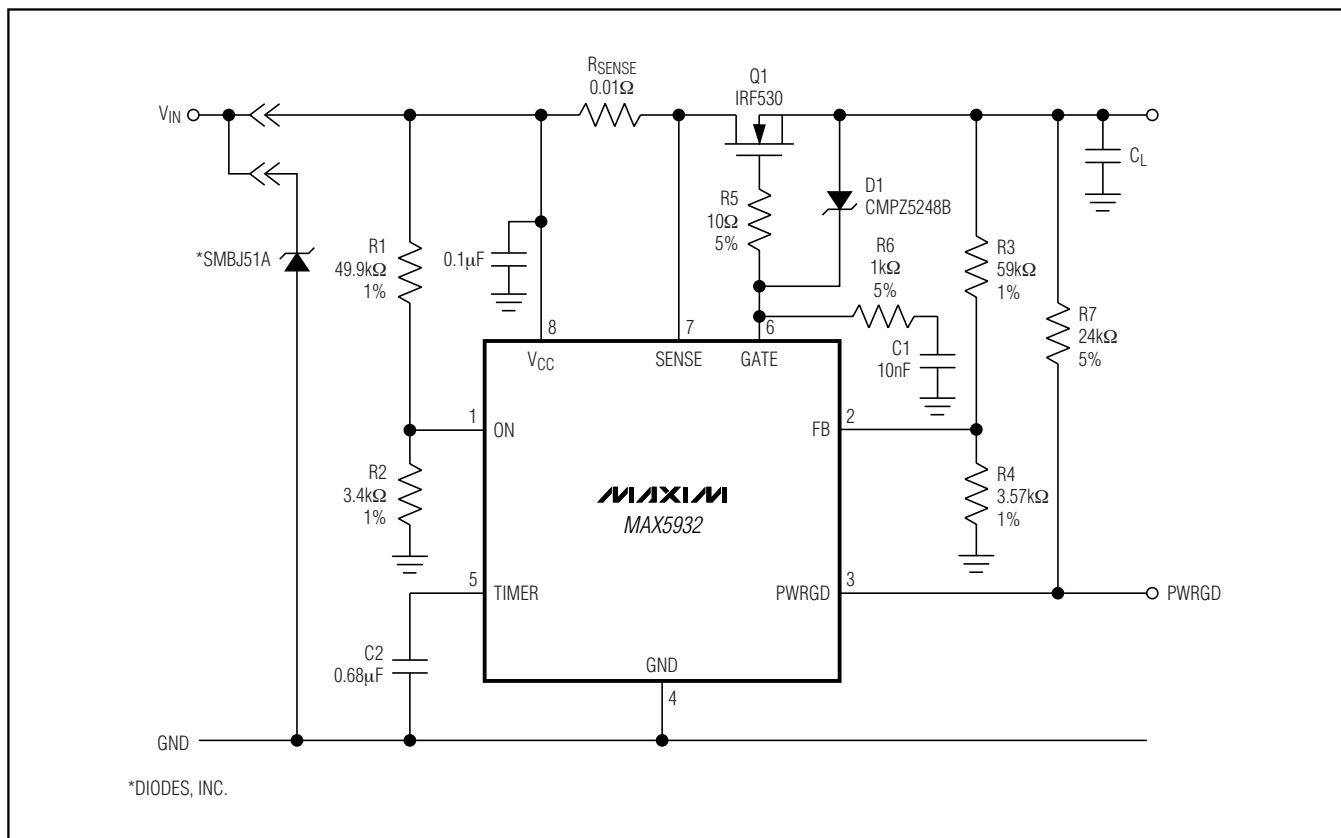 RSENSE
0.01Ω
Q1
IRF530
VIN
CL
D1
CMPZ5248B
R5
10Ω
5%
*SMBJ51A
R1
49.9kΩ
1%
0.1µF
R6
1kΩ
5%
R3
59kΩ
1%
R7
24kΩ
5%
C1
10nF
8
7
6
VCC
SENSE
GATE
1
ON
2
FB
R2
3.4kΩ
1%
MAXIM
MAX5932
R4
3.57kΩ
1%
5
TIMER
3
PWRGD
PWRGD
C2
0.68µF
GND
4
GND
*DIODES, INC.